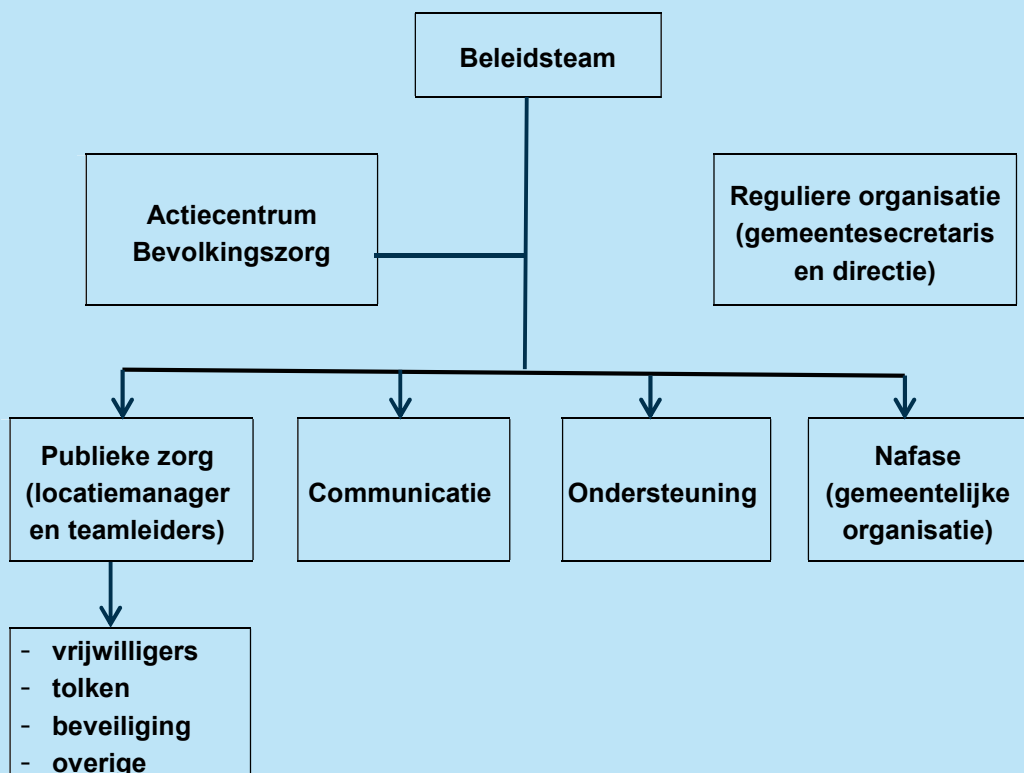 Beleidsteam
Actiecentrum
Bevolkingszorg
Reguliere organisatie
(gemeentesecretaris
en directie)
Publieke zorg
(locatiemanager
en teamleiders)
Communicatie
Ondersteuning
Nafase
(gemeentelijke
organisatie)
- vrijwilligers
- tolken
- beveiliging
- overige